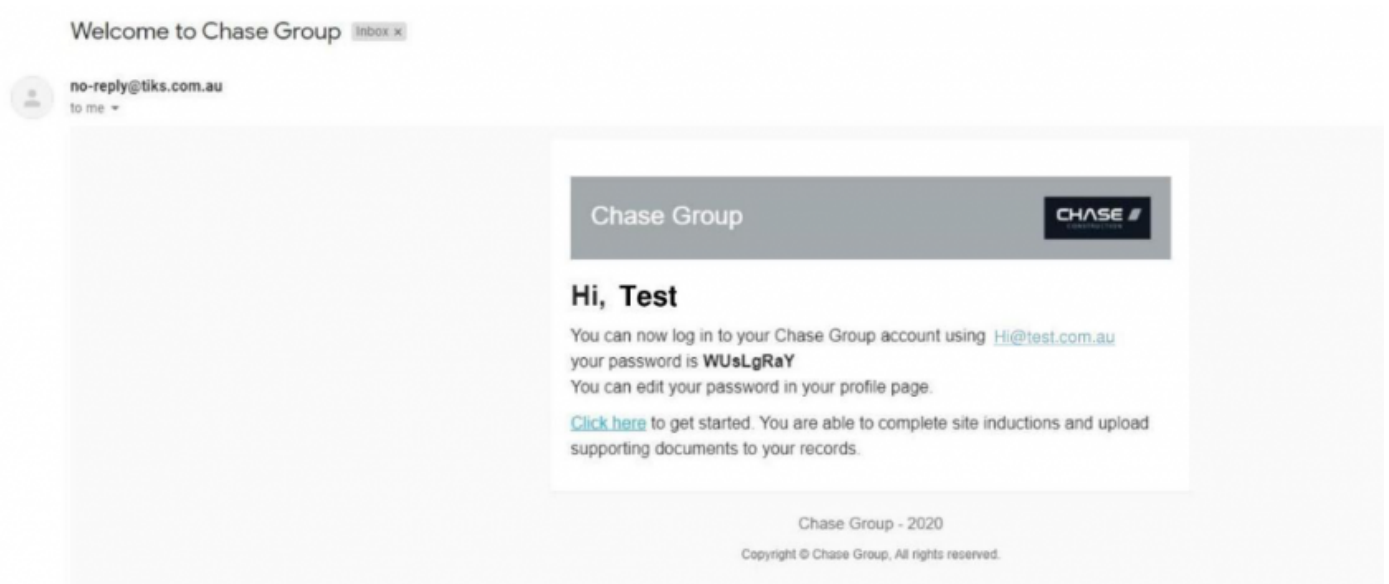 Welcome to Chase Group Inbox x
no-reply@tiks.com.au
to me
Chase Group
CHASE
CONSTRUCTION
Hi, Test
You can now log in to your Chase Group account using Hi@test.com.au
your password is WUsLgRaY
You can edit your password in your profile page.
Click here to get started. You are able to complete site inductions and upload
supporting documents to your records.
Chase Group - 2020
Copyright © Chase Group, All rights reserved.